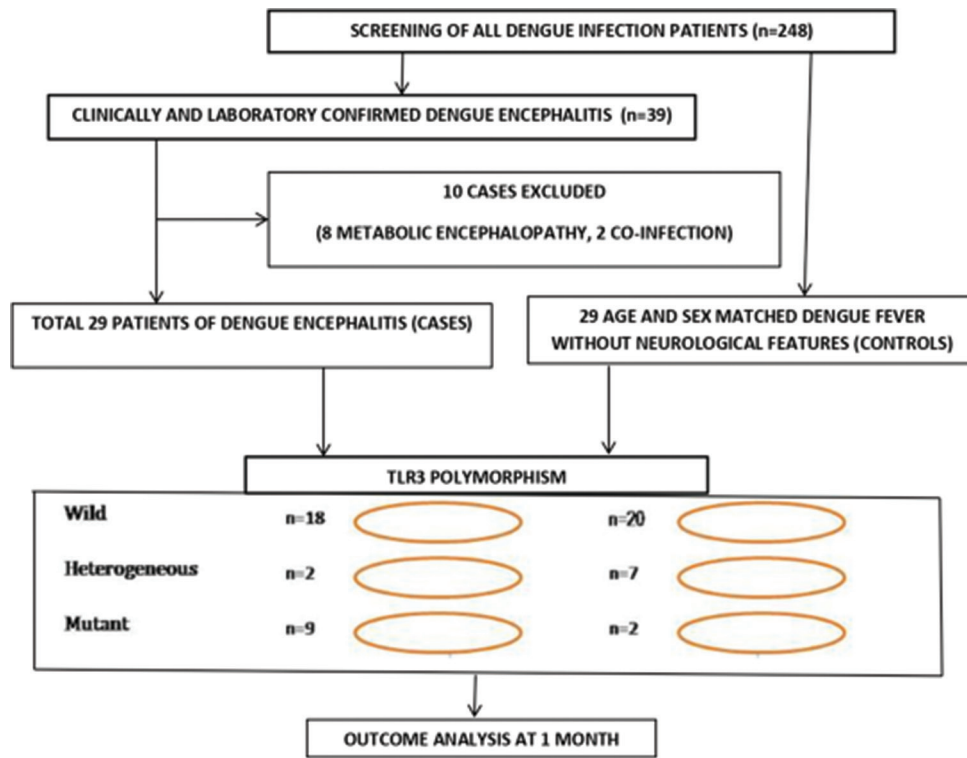 SCREENING OF ALL DENGUE INFECTION PATIENTS (n=248)
CLINICALLY AND LABORATORY CONFIRMED DENGUE ENCEPHALITIS (n=39)
10 CASES EXCLUDED
(8 METABOLIC ENCEPHALOPATHY, 2 CO-INFECTION)
TOTAL 29 PATIENTS OF DENGUE ENCEPHALITIS (CASES)
29 AGE AND SEX MATCHED DENGUE FEVER
WITHOUT NEUROLOGICAL FEATURES (CONTROLS)
TLR3 POLYMORPHISM
Wild n=18 n=20
Heterogeneous n=2 n=7
Mutant n=9 n=2
OUTCOME ANALYSIS AT 1 MONTH